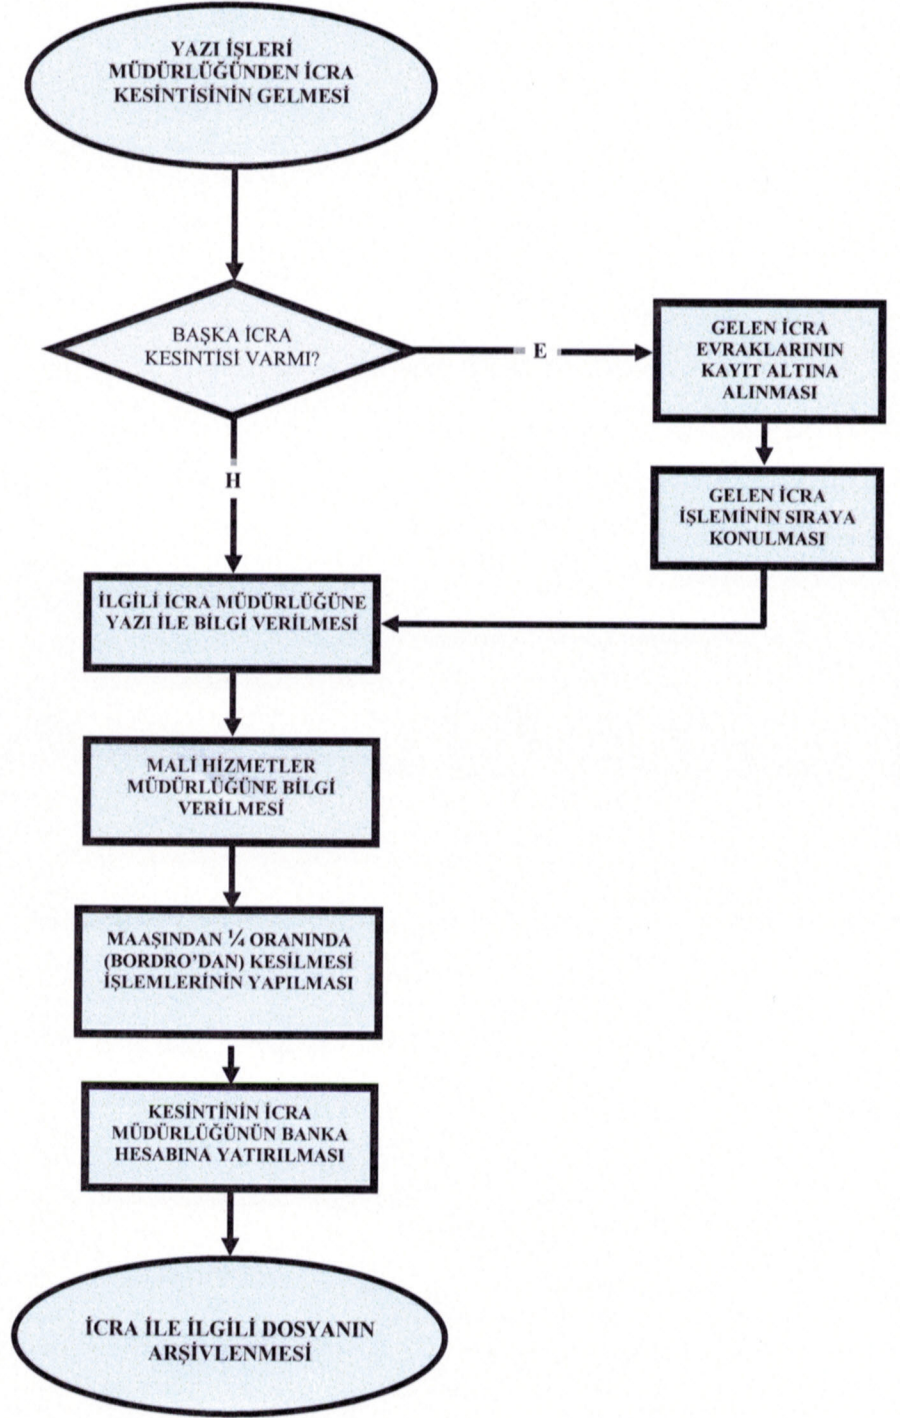 YAZI İŞLERİ
MÜDÜRLÜĞÜNDEN İCRA
KESİNTİSİNİN GELMESİ
BAŞKA İCRA
KESİNTİSİ VARMI?
E
GELEN İCRA
EVRAKLARININ
KAYIT ALTINA
ALINMASI
GELEN İCRA
İŞLEMİNİN SIRAYA
KONULMASI
H
İLGİLİ İCRA MÜDÜRLÜĞÜNE
YAZI İLE BİLGİ VERİLMESİ
MALİ HİZMETLER
MÜDÜRLÜĞÜNE BİLGİ
VERİLMESİ
MAAŞINDAN ¼ ORANINDA
(BORDRO'DAN) KESİLMESİ
İŞLEMLERİNİN YAPILMASI
KESİNTİNİN İCRA
MÜDÜRLÜĞÜNÜN BANKA
HESABINA YATIRILMASI
İCRA İLE İLGİLİ DOSYANIN
ARŞİVLENMESİ